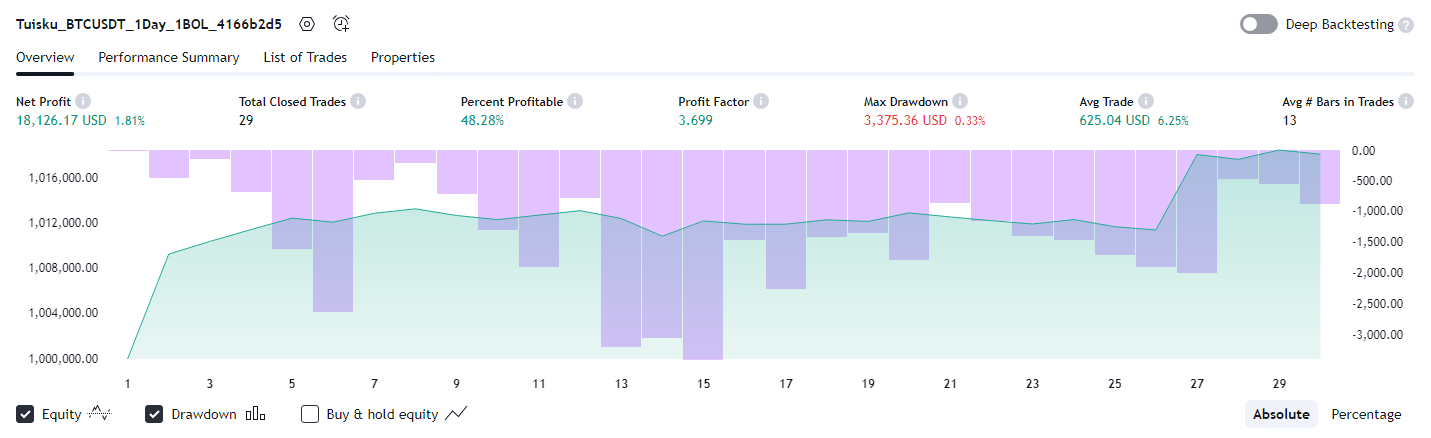 Tuisku_BTCUSDT_1Day_1BOL_4166b2d5
Deep Backtesting ?
Overview Performance Summary List of Trades Properties
Net Profit i Total Closed Trades i Percent Profitable i Profit Factor i Max Drawdown i Avg Trade i Avg # Bars in Trades i
18,126.17 USD 1.81% 29 48.28% 3.699 3,375.36 USD 0.33% 625.04 USD 6.25% 13
1,016,000.00
1,012,000.00
1,008,000.00
1,004,000.00
1,000,000.00
0.00
-500.00
-1,000.00
-1,500.00
-2,000.00
-2,500.00
-3,000.00
1 3 5 7 9 11 13 15 17 19 21 23 25 27 29
Equity Drawdown Buy & hold equity Absolute Percentage